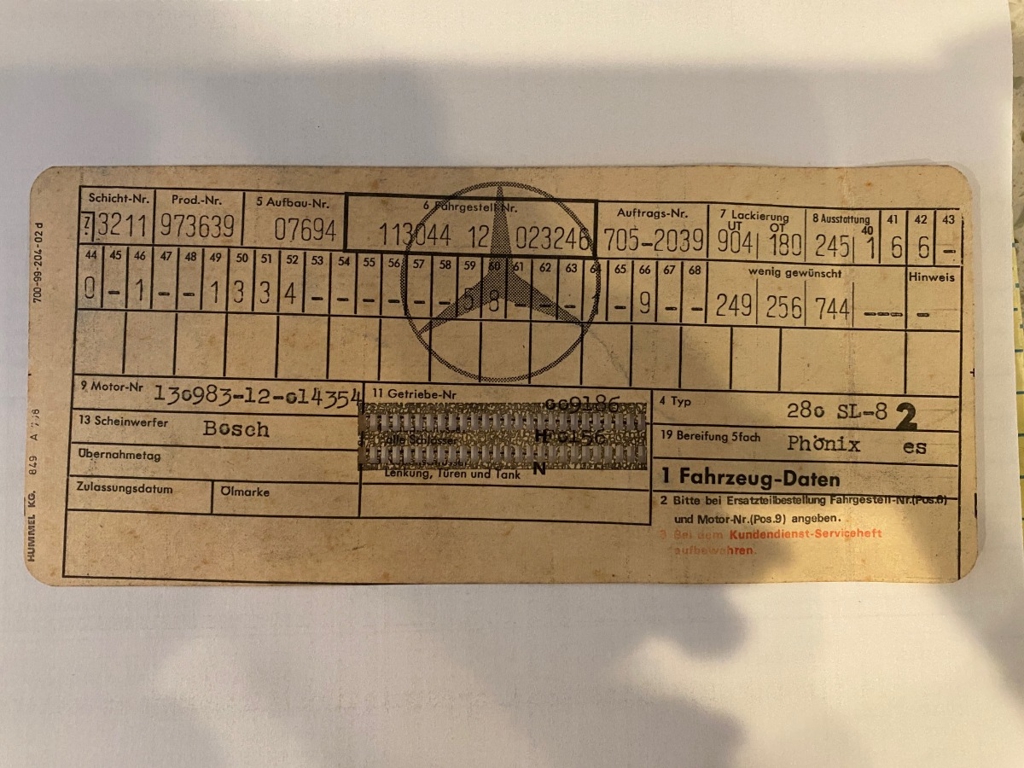 Schicht-Nr. Prod.-Nr. 5 Aufbau-Nr. 6 Fahrgestell-Nr. Auftrags-Nr. 7 Lackierung UT OT 8 Ausstattung 40 41 42 43
3211 973639 07694 113044 12 023246 705-2039 904 180 245 1 6 6 -
44 45 46 47 48 49 50 51 52 53 54 55 56 57 58 59 60 61 62 63 64 65 66 67 68 wenig gewünscht Hinweis
0 - 1 - - 1 3 3 4 - - - - - - 5 8 - - - 1 - 9 - - 249 256 744 ---- -
9 Motor-Nr 130983-12-014354 11 Getriebe-Nr 009186 4 Typ 280 SL-8 2
13 Scheinwerfer Bosch alle Schlösser H 0156 19 Bereifung 5fach Phönix es
Übernahmetag N
Lenkung, Türen und Tank 1 Fahrzeug-Daten
Zulassungsdatum Ölmarke 2 Bitte bei Ersatzteilbestellung Fahrgestell-Nr.(Pos.6)
und Motor-Nr.(Pos.9) angeben.
3 Bei dem Kundendienst-Serviceheft
aufbewahren.
700-99-204-02 d
HUMMEL KG. 849